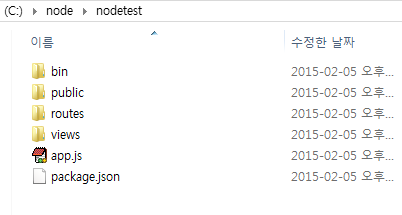 (C:) ▸ node ▸ nodetest
이름 수정한 날짜
bin 2015-02-05 오후...
public 2015-02-05 오후...
routes 2015-02-05 오후...
views 2015-02-05 오후...
app.js 2015-02-05 오후...
package.json 2015-02-05 오후...